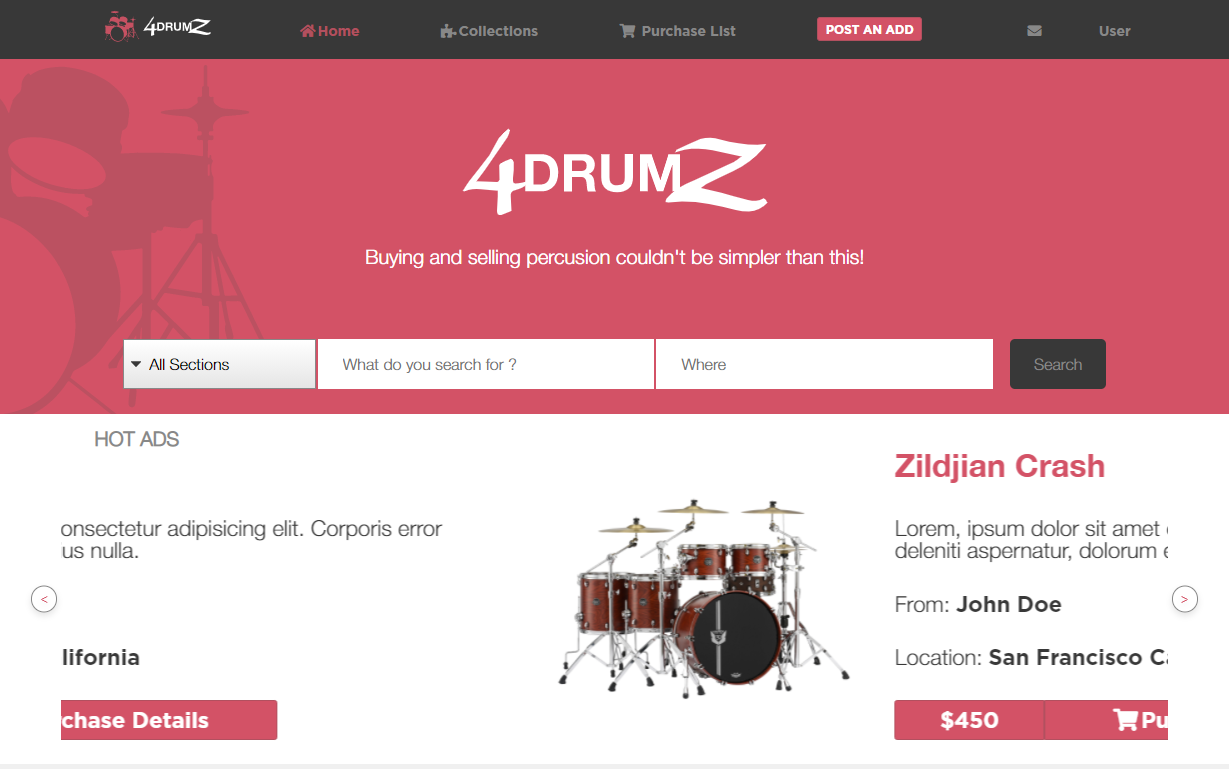 4DRUMZ
Home
Collections
Purchase List
POST AN ADD
User
4DRUMZ
Buying and selling percusion couldn't be simpler than this!
All Sections
What do you search for ?
Where
Search
HOT ADS
onsectetur adipisicing elit. Corporis error
us nulla.
lifornia
chase Details
<
Zildjian Crash
Lorem, ipsum dolor sit amet
deleniti aspernatur, dolorum
From: John Doe
Location: San Francisco Ca
$450
Pu
>